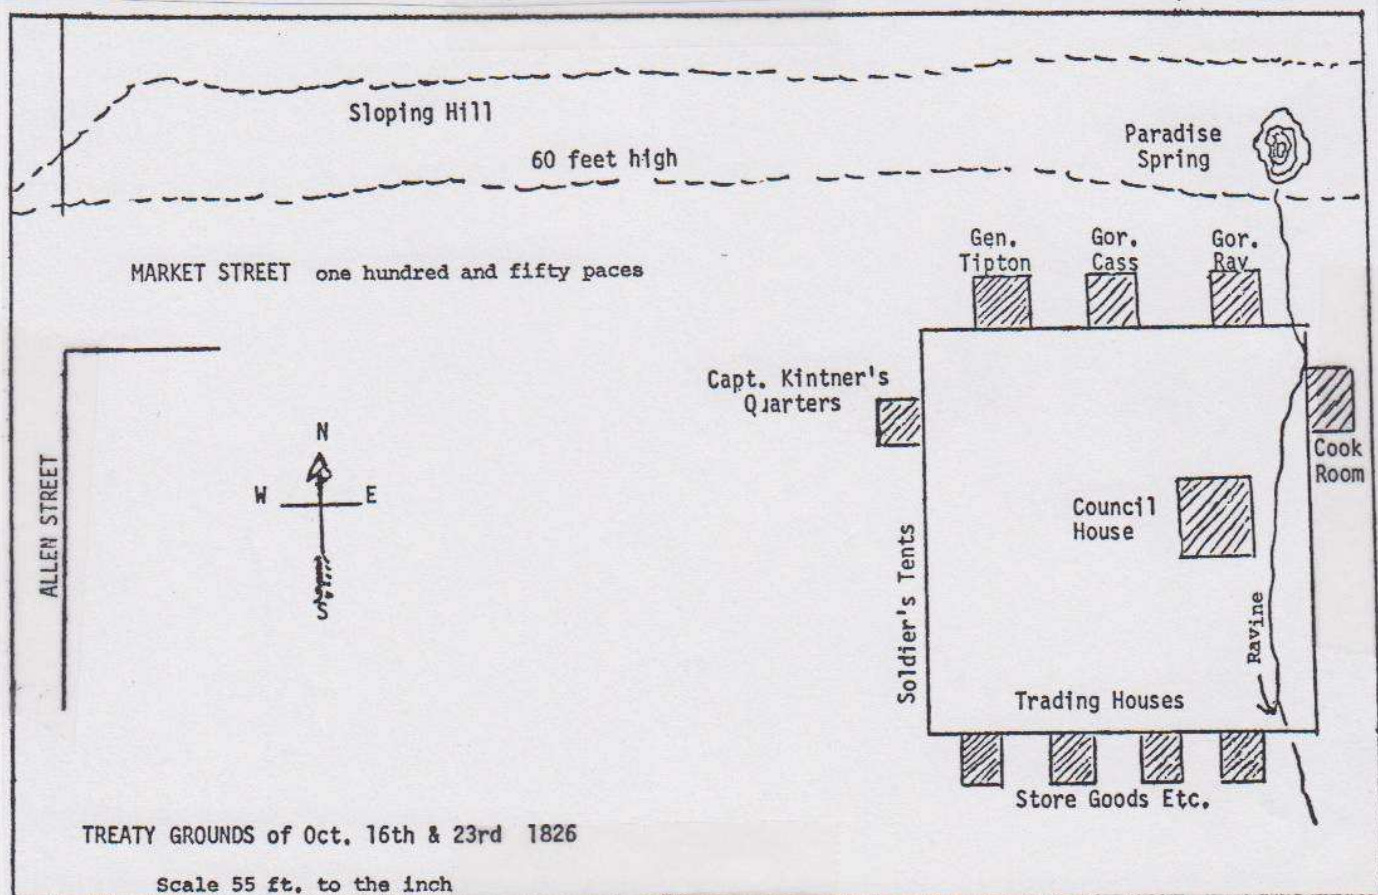 Sloping Hill
60 feet high
Paradise
Spring
MARKET STREET one hundred and fifty paces
Gen.
Tipton
Gor.
Cass
Gor.
Ray
Capt. Kintner's
Quarters
Cook
Room
N
W E
S
ALLEN STREET
Council
House
Soldier's Tents
Ravine
Trading Houses
Store Goods Etc.
TREATY GROUNDS of Oct. 16th & 23rd 1826
Scale 55 ft. to the inch